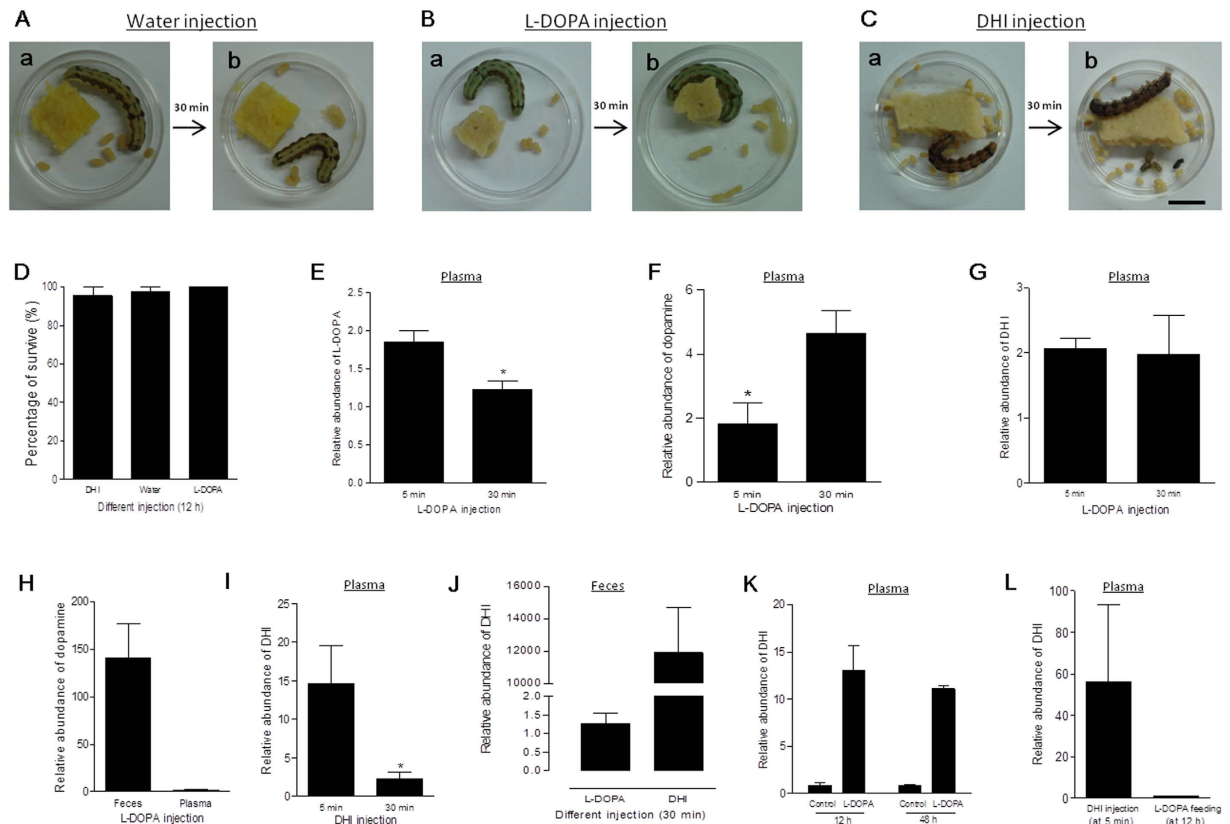 A
Water injection
a
b
30 min
B
L-DOPA injection
a
b
30 min
C
DHI injection
a
b
30 min
D
Percentage of survive (%)
100
80
60
40
20
0
DHI Water L-DOPA
Different injection (12 h)
E
Plasma
Relative abundance of L-DOPA
2.5
2.0
1.5
1.0
0.5
0.0
*
5 min 30 min
L-DOPA injection
F
Plasma
Relative abundance of dopamine
6
4
2
0
*
5 min 30 min
L-DOPA injection
G
Plasma
Relative abundance of DHI
3
2
1
0
5 min 30 min
L-DOPA injection
H
Relative abundance of dopamine
200
150
100
50
0
Feces Plasma
L-DOPA injection
I
Plasma
Relative abundance of DHI
25
20
15
10
5
0
*
5 min 30 min
DHI injection
J
Feces
Relative abundance of DHI
16000
14000
12000
10000
2.0
1.5
1.0
0.5
0.0
L-DOPA DHI
Different injection (30 min)
K
Plasma
Relative abundance of DHI
20
15
10
5
0
Control L-DOPA Control L-DOPA
12 h 48 h
L
Plasma
Relative abundance of DHI
100
80
60
40
20
0
DHI injection L-DOPA feeding
(at 5 min) (at 12 h)